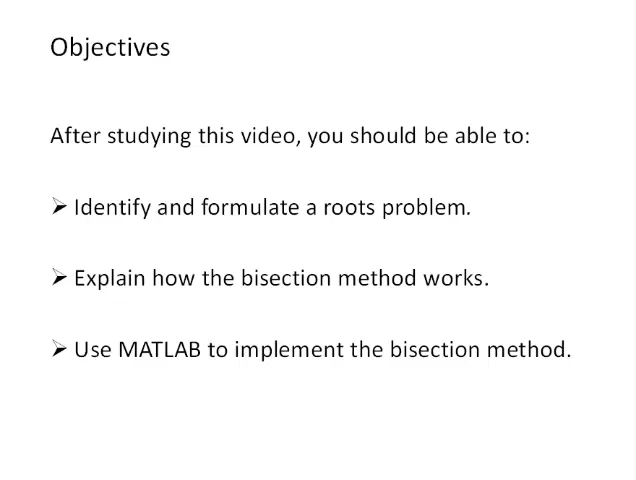 Objectives
After studying this video, you should be able to:
➢ Identify and formulate a roots problem.
➢ Explain how the bisection method works.
➢ Use MATLAB to implement the bisection method.